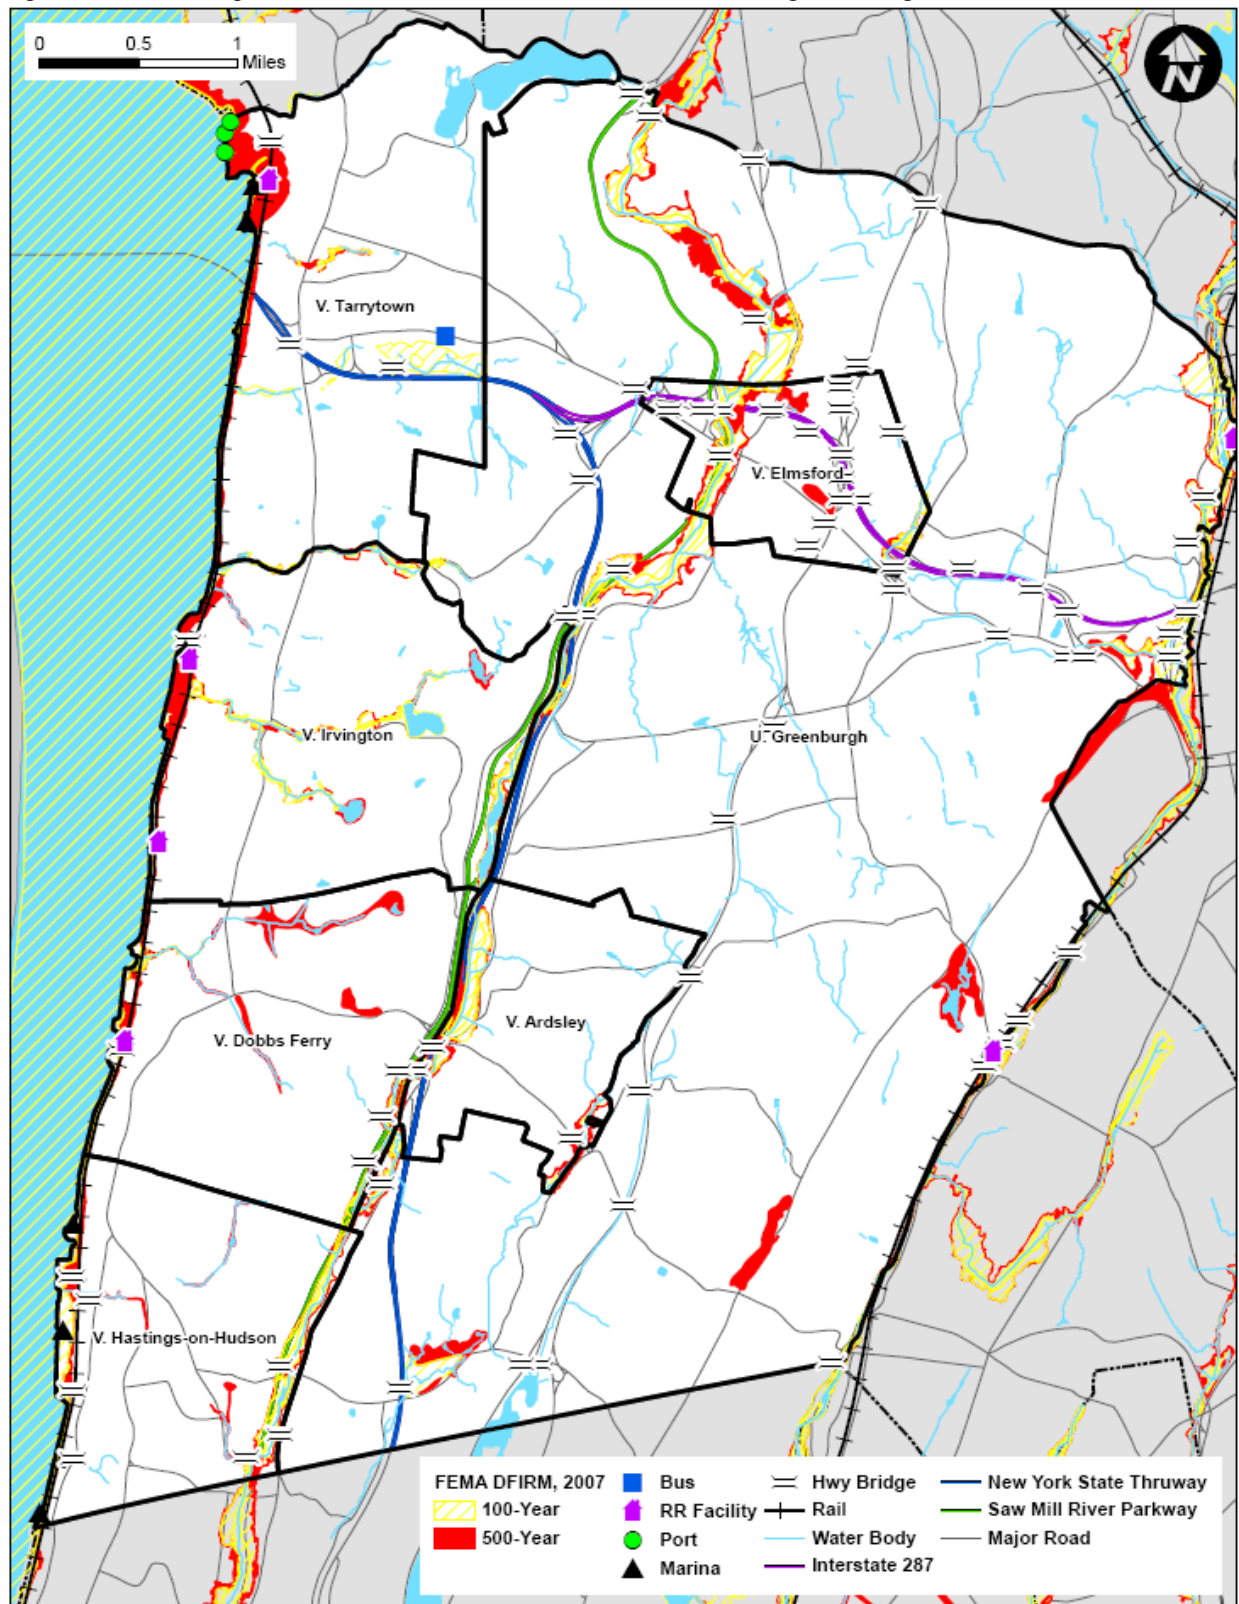 0 0.5 1
Miles
N
V. Tarrytown
V. Elmsford
V. Irvington
U. Greenburgh
V. Ardsley
V. Dobbs Ferry
V. Hastings-on-Hudson
FEMA DFIRM, 2007
100-Year
500-Year
Bus
RR Facility
Port
Marina
Hwy Bridge
Rail
Water Body
Interstate 287
New York State Thruway
Saw Mill River Parkway
Major Road